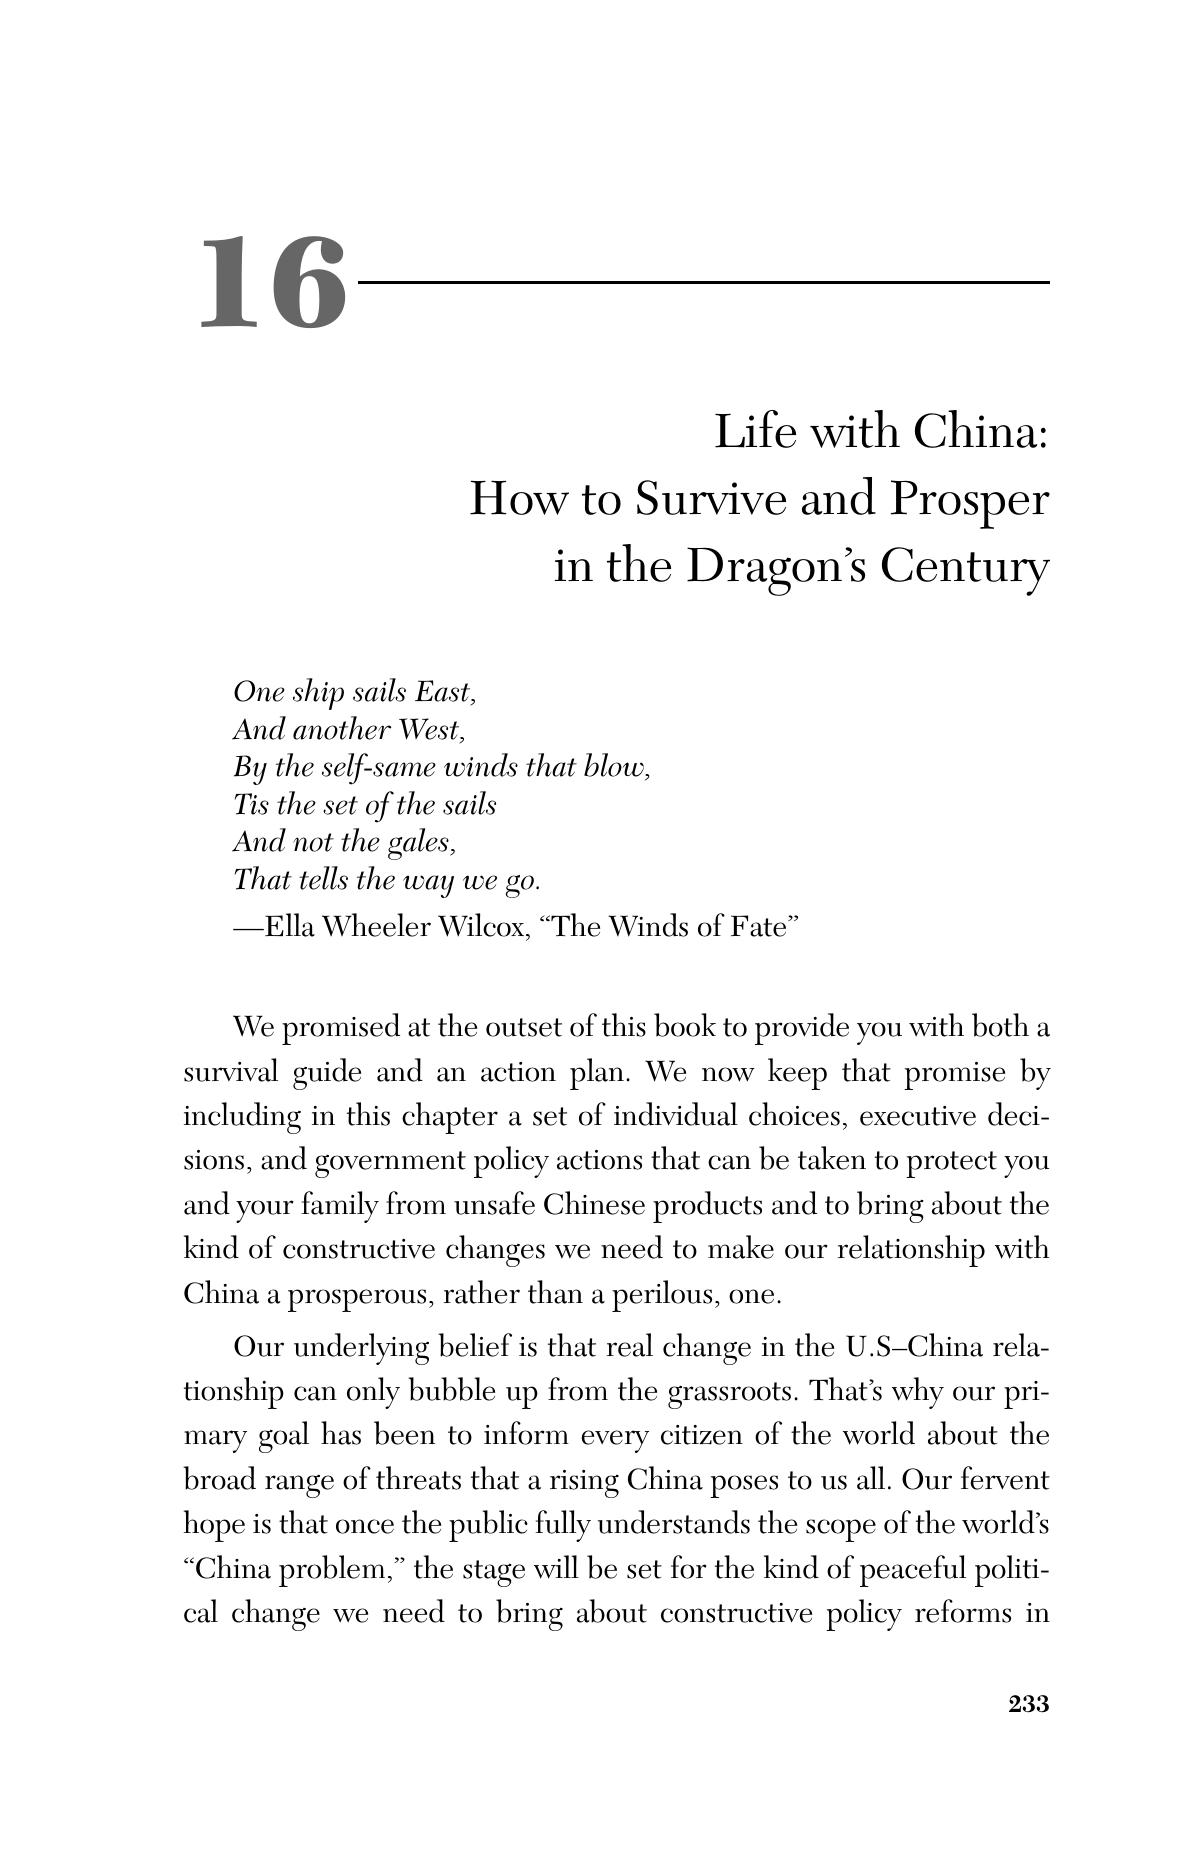 16
Life with China:
How to Survive and Prosper
in the Dragon’s Century
One ship sails East,
And another West,
By the self-same winds that blow,
Tis the set of the sails
And not the gales,
That tells the way we go.
—Ella Wheeler Wilcox, “The Winds of Fate”
We promised at the outset of this book to provide you with both a
survival guide and an action plan. We now keep that promise by
including in this chapter a set of individual choices, executive deci-
sions, and government policy actions that can be taken to protect you
and your family from unsafe Chinese products and to bring about the
kind of constructive changes we need to make our relationship with
China a prosperous, rather than a perilous, one.
Our underlying belief is that real change in the U.S–China rela-
tionship can only bubble up from the grassroots. That’s why our pri-
mary goal has been to inform every citizen of the world about the
broad range of threats that a rising China poses to us all. Our fervent
hope is that once the public fully understands the scope of the world’s
“China problem,” the stage will be set for the kind of peaceful politi-
cal change we need to bring about constructive policy reforms in
233